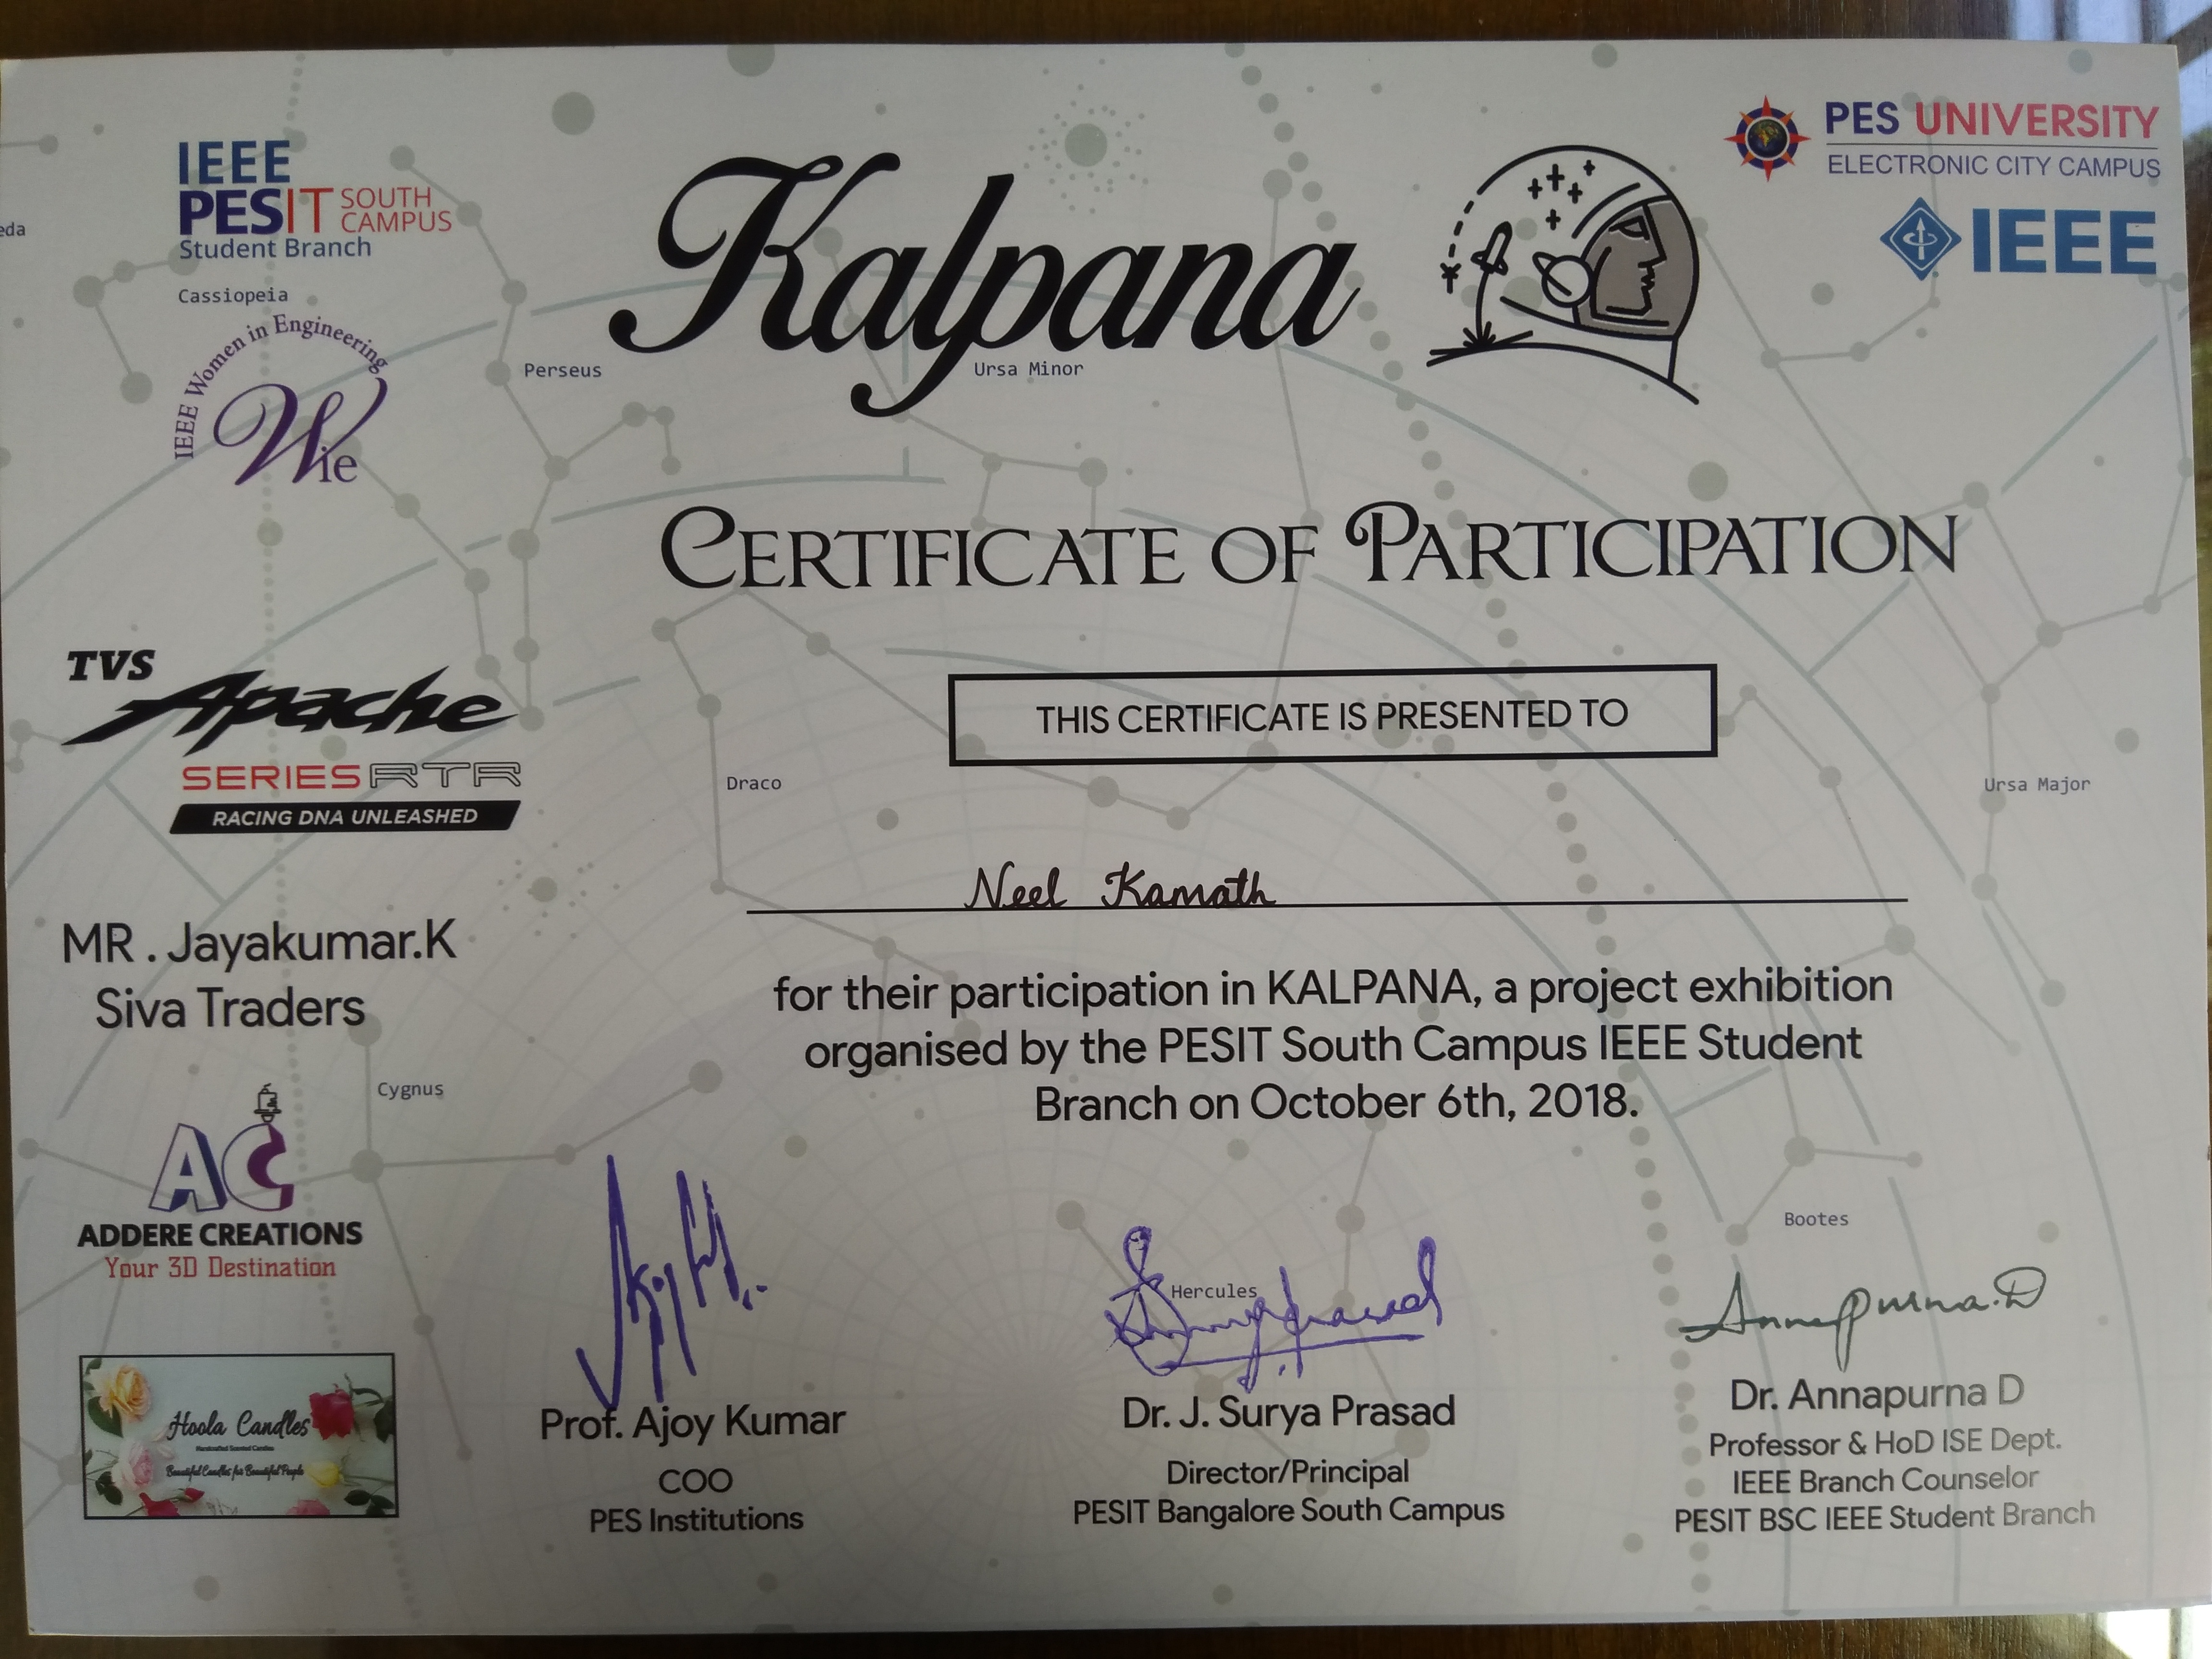 IEEE
PESIT SOUTH CAMPUS
Student Branch
PES UNIVERSITY
ELECTRONIC CITY CAMPUS
IEEE
Kalpana
eda
Cassiopeia
IEEE Women in Engineering
Wie
Perseus
Ursa Minor
CERTIFICATE OF PARTICIPATION
TVS
Apache
SERIES RTR
RACING DNA UNLEASHED
THIS CERTIFICATE IS PRESENTED TO
Draco
Ursa Major
Neel Kamath
MR . Jayakumar.K
Siva Traders
for their participation in KALPANA, a project exhibition
organised by the PESIT South Campus IEEE Student
Branch on October 6th, 2018.
Cygnus
AC
ADDERE CREATIONS
Your 3D Destination
Bootes
Hercules
Annapurna.D
Hoola Candles
Handcrafted Scented Candles
Beautiful Candles for Beautiful People
Prof. Ajoy Kumar
COO
PES Institutions
Dr. J. Surya Prasad
Director/Principal
PESIT Bangalore South Campus
Dr. Annapurna D
Professor & HoD ISE Dept.
IEEE Branch Counselor
PESIT BSC IEEE Student Branch